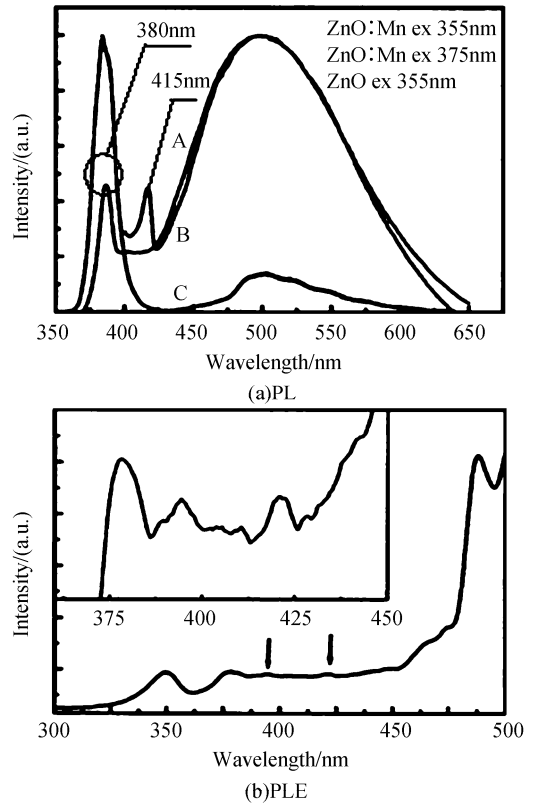 380nm
415nm
ZnO∶Mn ex 355nm
ZnO∶Mn ex 375nm
ZnO ex 355nm
A
B
C
Intensity/(a.u.)
350 400 450 500 550 600 650
Wavelength/nm
(a)PL
Intensity/(a.u.)
375 400 425 450
300 350 400 450 500
Wavelength/nm
(b)PLE